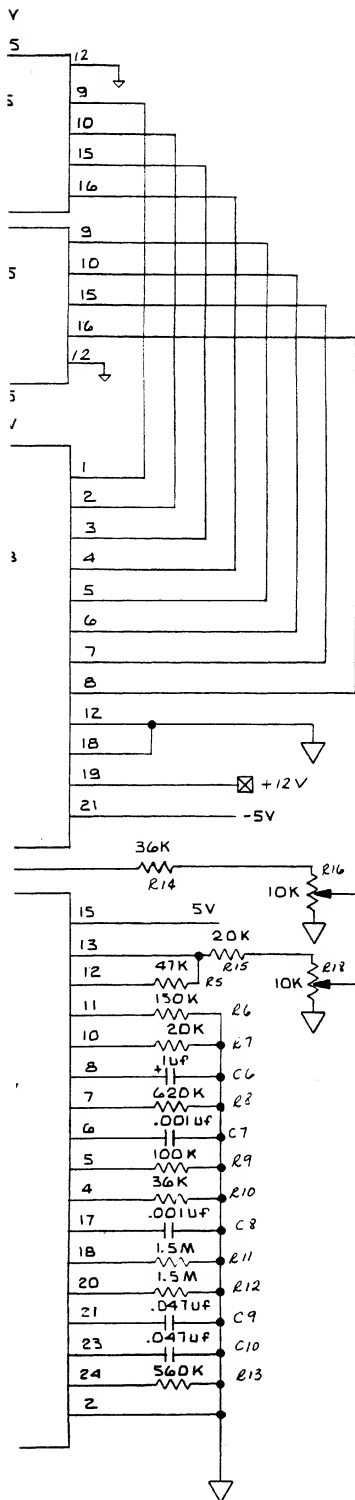 V
5
12
9
10
15
16
9
10
15
16
12
5
V
1
2
3
4
5
6
7
8
12
18
19 +12V
21 -5V
36K
R14
R16
10K
15 5V
13 20K
R15 R18
47K
12 R5 10K
150K
11 R6
20K
10 R7
+ 1uf
8 C6
620K
7 R8
.001uf
6 C7
100K
5 R9
36K
4 R10
.001uf
17 C8
1.5M
18 R11
1.5M
20 R12
.047uf
21 C9
.047uf
23 C10
560K
24 R13
2